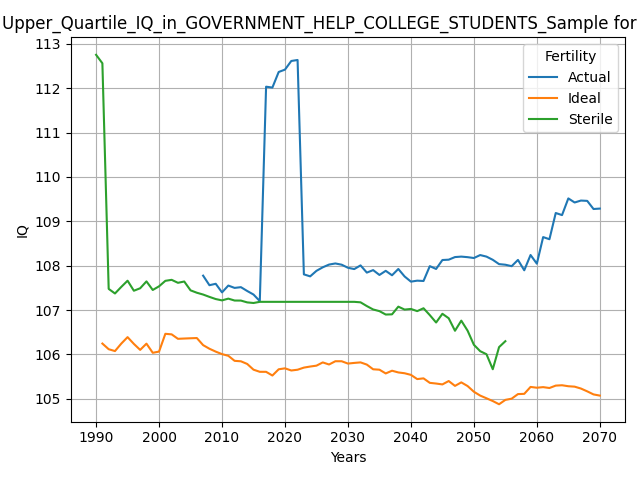 Upper_Quartile_IQ_in_GOVERNMENT_HELP_COLLEGE_STUDENTS_Sample for
113
112
111
110
109
108
107
106
105
IQ
Fertility
Actual
Ideal
Sterile
1990 2000 2010 2020 2030 2040 2050 2060 2070
Years